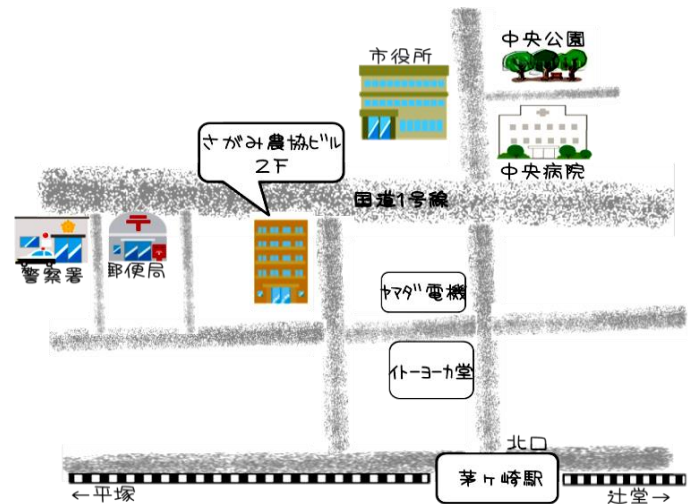 中央公園
市役所
さがみ農協ビル
2F
中央病院
国道1号線
警察署
郵便局
ヤマダ電機
イトーヨーカ堂
北口
茅ヶ崎駅
←平塚
辻堂→